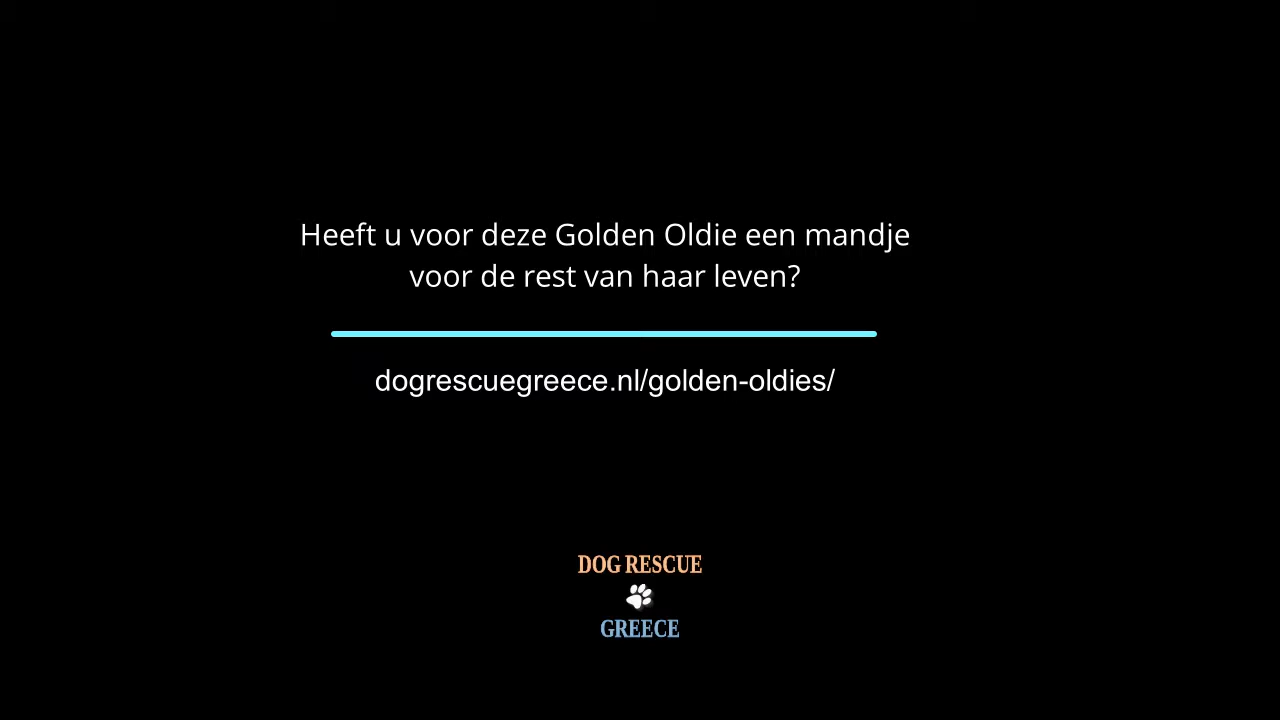 Heeft u voor deze Golden Oldie een mandje
voor de rest van haar leven?
dogrescuegreece.nl/golden-oldies/
DOG RESCUE
GREECE